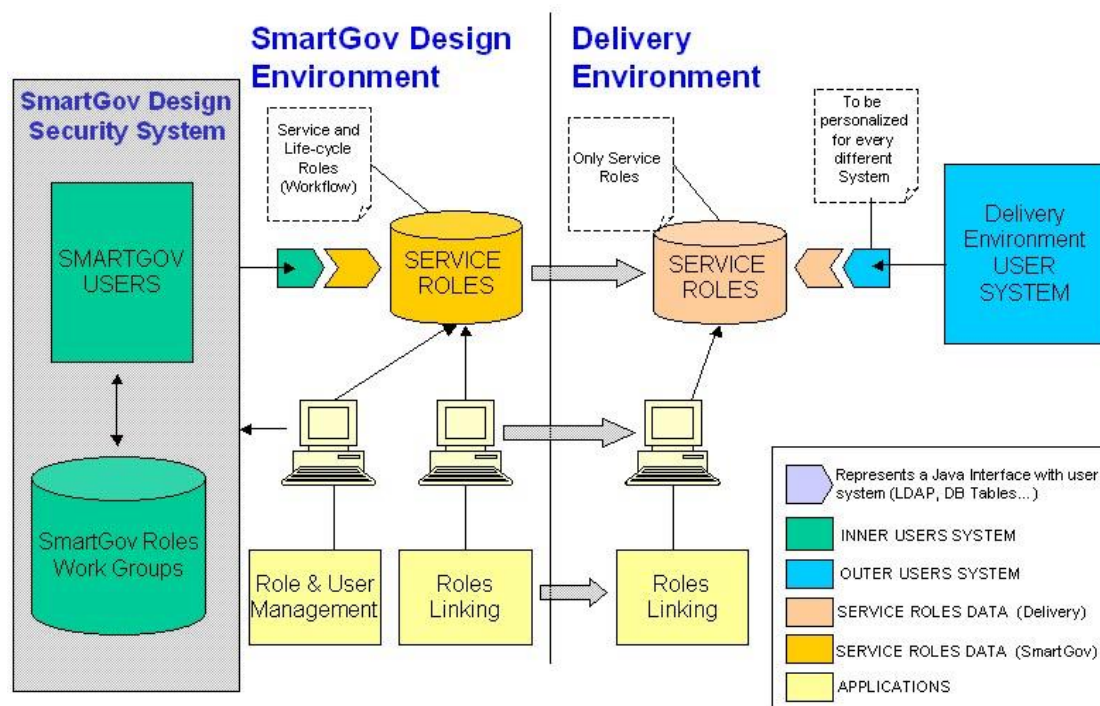 SmartGov Design
Environment
Delivery
Environment
SmartGov Design
Security System
Service and
Life-cycle
Roles
(Workflow)
Only Service
Roles
To be
personalized
for every
different
System
SMARTGOV
USERS
SERVICE
ROLES
SERVICE
ROLES
Delivery
Environment
USER
SYSTEM
SmartGov Roles
Work Groups
Role & User
Management
Roles
Linking
Roles
Linking
Represents a Java Interface with user
system (LDAP, DB Tables...)
INNER USERS SYSTEM
OUTER USERS SYSTEM
SERVICE ROLES DATA (Delivery)
SERVICE ROLES DATA (SmartGov)
APPLICATIONS